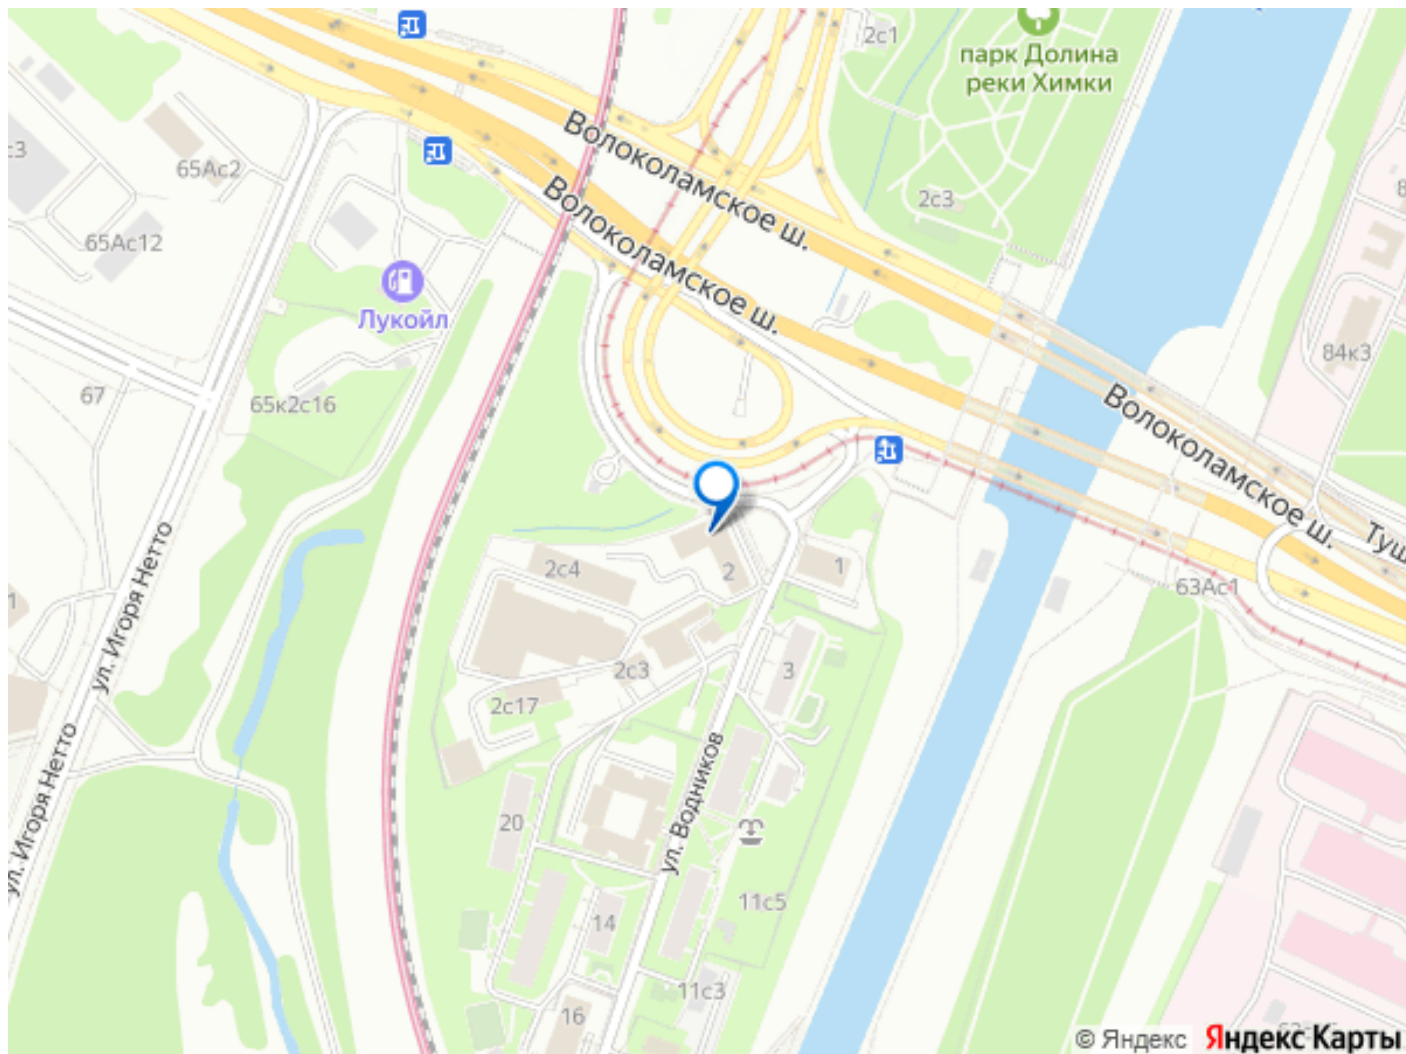 2с1
парк Долина
реки Химки
Волоколамское ш.
65Ас2
Волоколамское ш.
2с3
65Ас12
Лукойл
84к3
67
65к2с16
Волоколамское ш.
Туш
ул. Игоря Нетто
2с4
2
1
63Ас1
2с3
3
2с17
ул. Игоря Нетто
ул. Водников
20
11с5
14
11с3
16
© Яндекс
Яндекс Карты